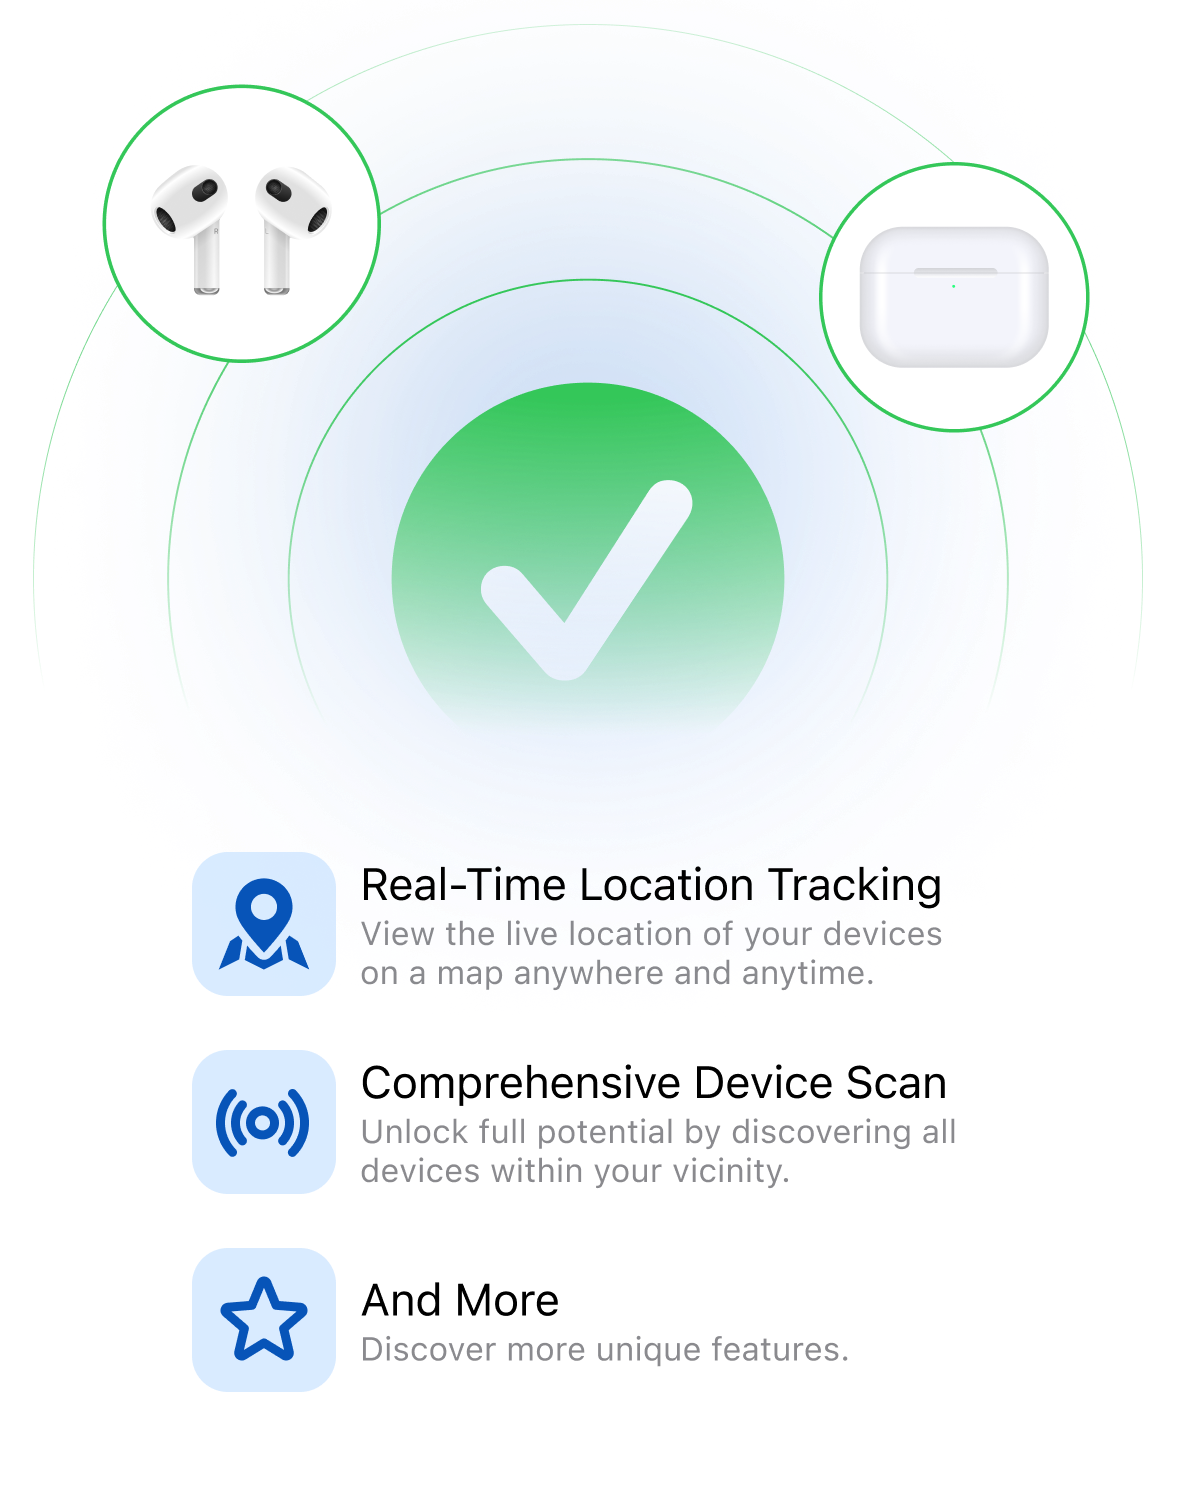 R L
Real-Time Location Tracking
View the live location of your devices
on a map anywhere and anytime.
Comprehensive Device Scan
Unlock full potential by discovering all
devices within your vicinity.
And More
Discover more unique features.